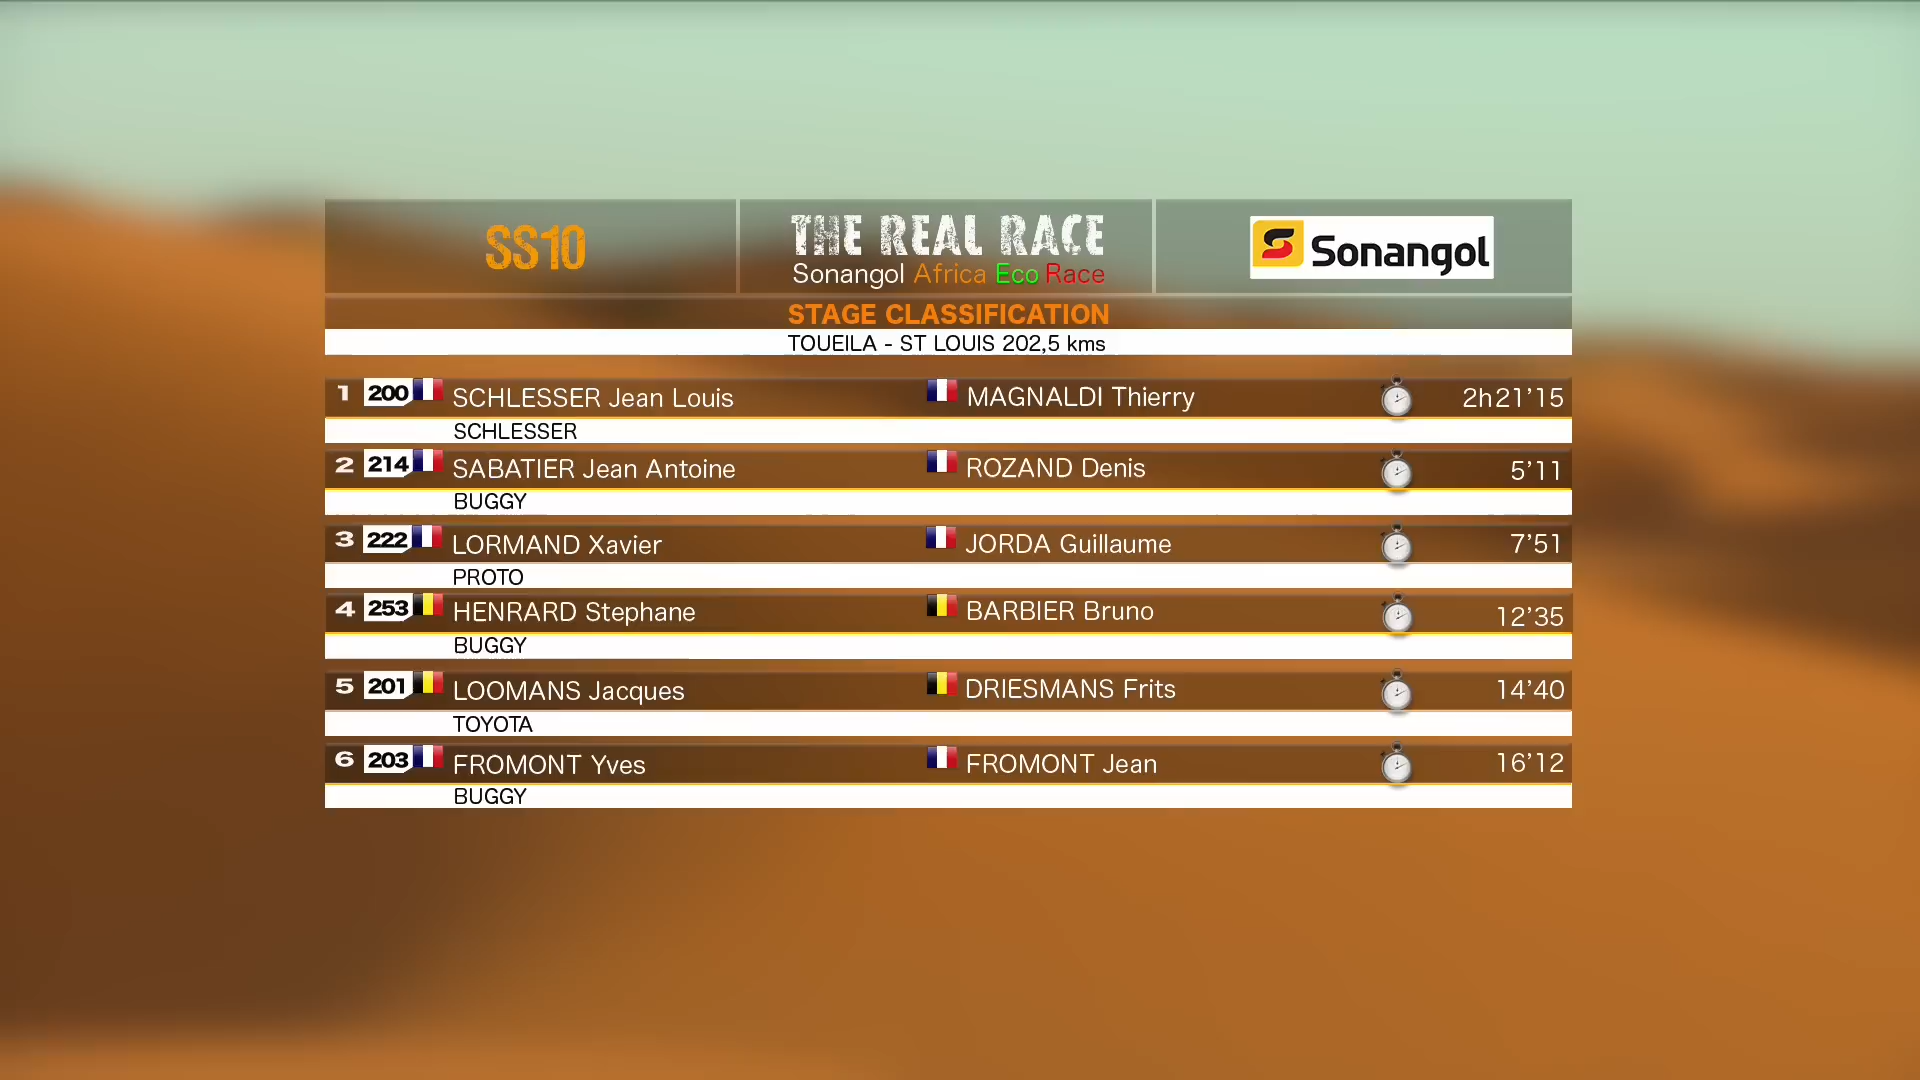 SS10
THE REAL RACE
Sonangol Africa Eco Race
Sonangol
STAGE CLASSIFICATION
TOUEILA - ST LOUIS 202,5 kms
1 200 SCHLESSER Jean Louis MAGNALDI Thierry 2h21'15
SCHLESSER
2 214 SABATIER Jean Antoine ROZAND Denis 5'11
BUGGY
3 222 LORMAND Xavier JORDA Guillaume 7'51
PROTO
4 253 HENRARD Stephane BARBIER Bruno 12'35
BUGGY
5 201 LOOMANS Jacques DRIESMANS Frits 14'40
TOYOTA
6 203 FROMONT Yves FROMONT Jean 16'12
BUGGY